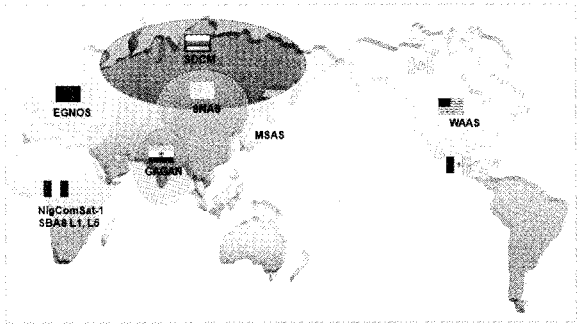 SDCM
SNAS
EGNOS
MSAS
WAAS
GAGAN
NigComSat-1
SBAS L1, L5